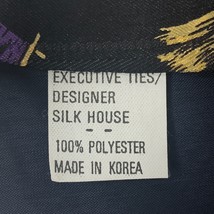 EXECUTIVE TIES/
DESIGNER
SILK HOUSE
- -
100% POLYESTER
MADE IN KOREA